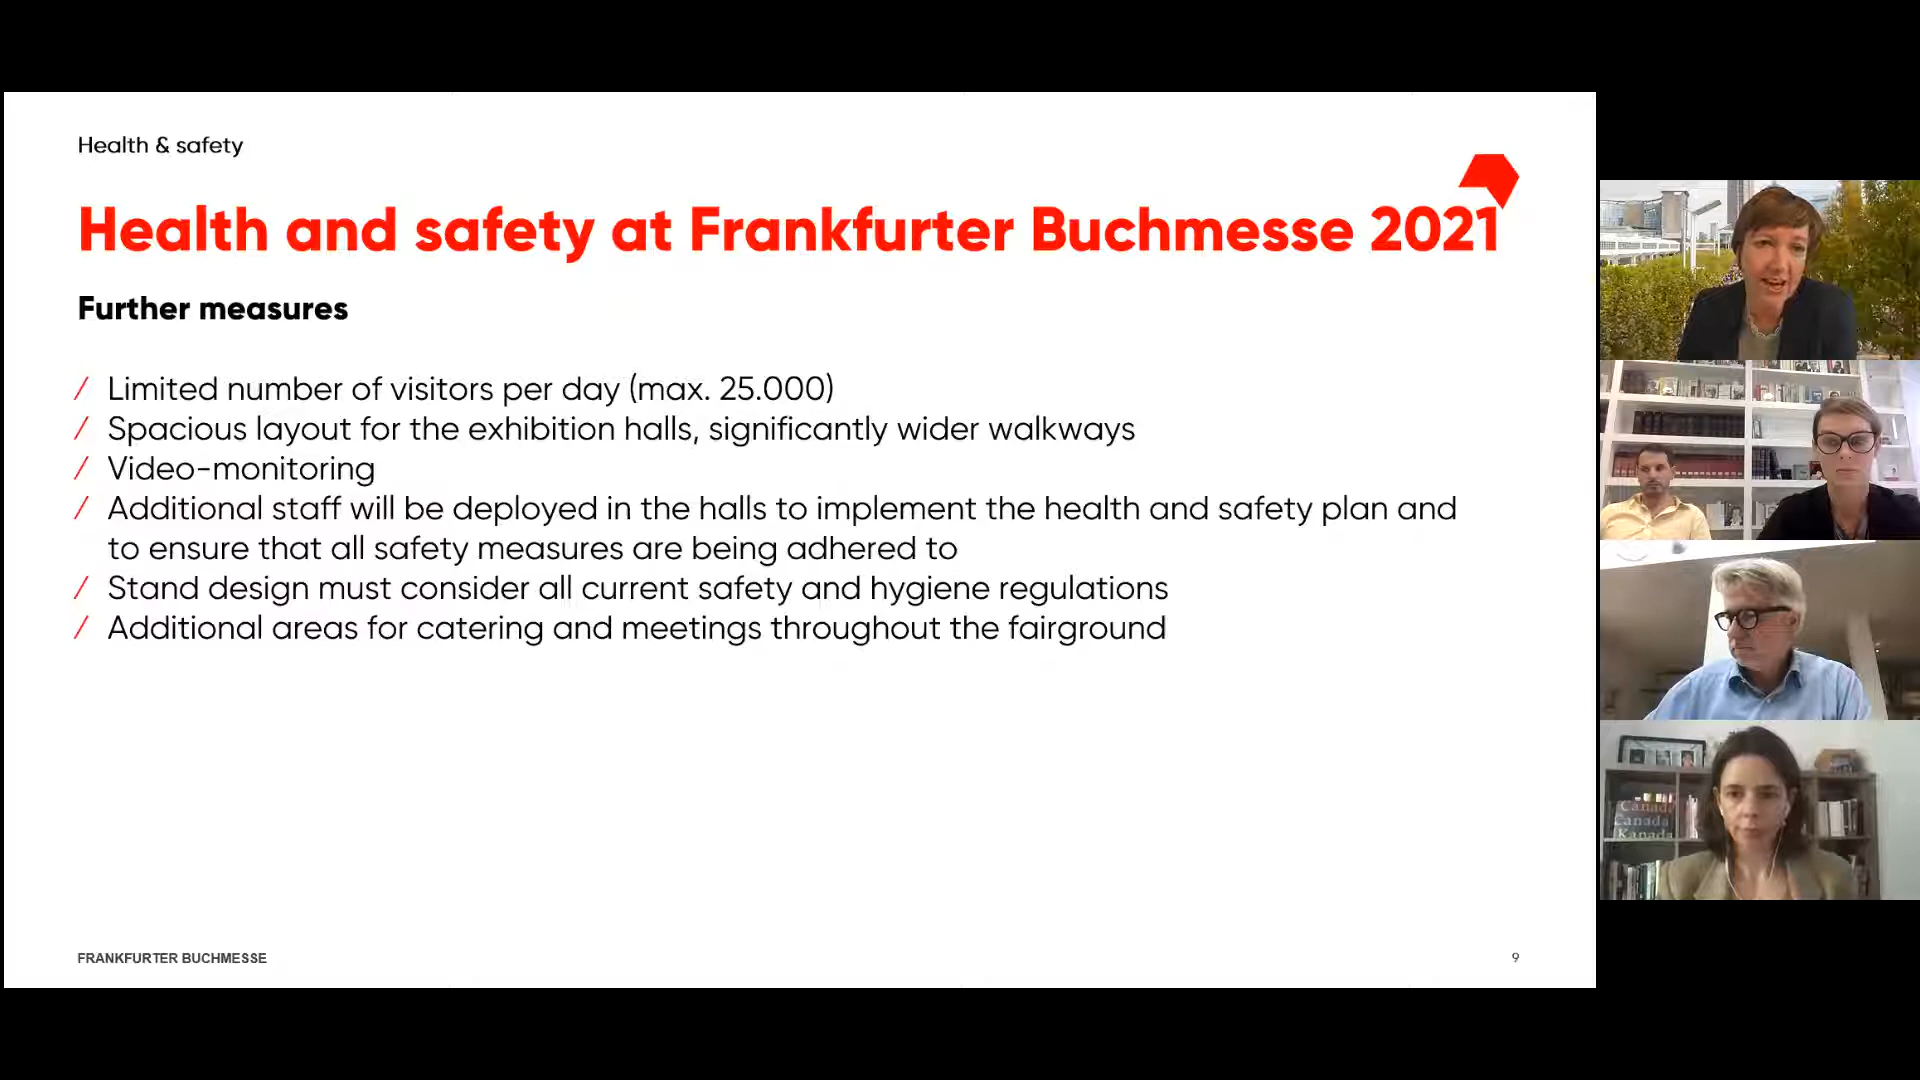 Health & safety
Health and safety at Frankfurter Buchmesse 2021
Further measures
/ Limited number of visitors per day (max. 25.000)
/ Spacious layout for the exhibition halls, significantly wider walkways
/ Video-monitoring
/ Additional staff will be deployed in the halls to implement the health and safety plan and
to ensure that all safety measures are being adhered to
/ Stand design must consider all current safety and hygiene regulations
/ Additional areas for catering and meetings throughout the fairground
FRANKFURTER BUCHMESSE
9
Canada
Canada
Kanada